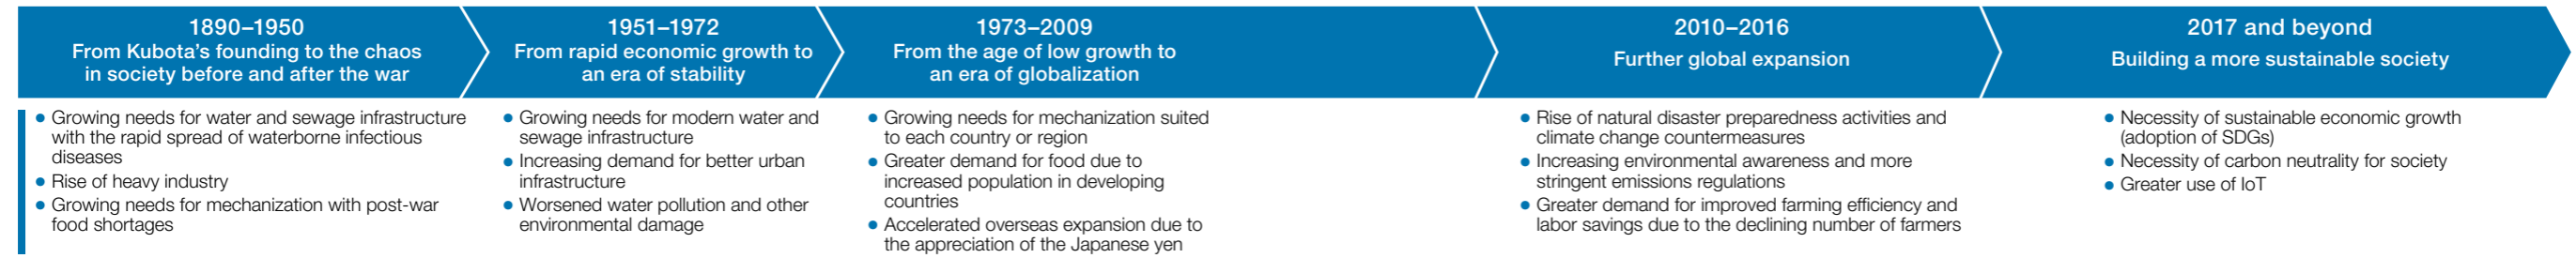 1890–1950
From Kubota's founding to the chaos
in society before and after the war
1951–1972
From rapid economic growth to
an era of stability
1973–2009
From the age of low growth to
an era of globalization
2010–2016
Further global expansion
2017 and beyond
Building a more sustainable society
• Growing needs for water and sewage infrastructure
with the rapid spread of waterborne infectious
diseases
• Rise of heavy industry
• Growing needs for mechanization with post-war
food shortages
• Growing needs for modern water and
sewage infrastructure
• Increasing demand for better urban
infrastructure
• Worsened water pollution and other
environmental damage
• Growing needs for mechanization suited
to each country or region
• Greater demand for food due to
increased population in developing
countries
• Accelerated overseas expansion due to
the appreciation of the Japanese yen
• Rise of natural disaster preparedness activities and
climate change countermeasures
• Increasing environmental awareness and more
stringent emissions regulations
• Greater demand for improved farming efficiency and
labor savings due to the declining number of farmers
• Necessity of sustainable economic growth
(adoption of SDGs)
• Necessity of carbon neutrality for society
• Greater use of IoT